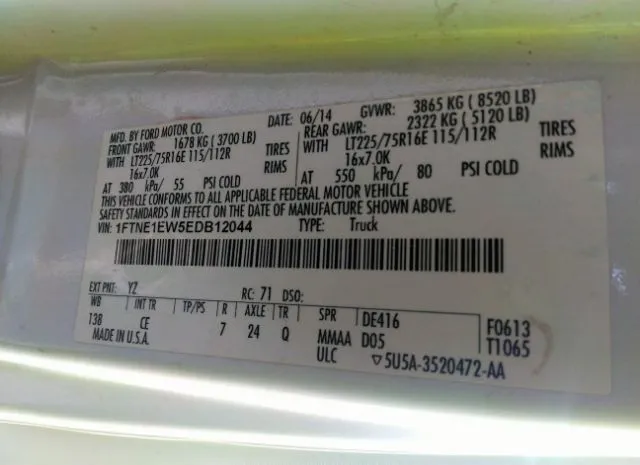 MFD. BY FORD MOTOR CO.
DATE: 06/14 GVWR: 3865 KG ( 8520 LB)
FRONT GAWR: 1678 KG ( 3700 LB) REAR GAWR: 2322 KG ( 5120 LB)
WITH LT225/75R16E 115/112R TIRES WITH LT225/75R16E 115/112R TIRES
16x7.0K RIMS 16x7.0K RIMS
AT 380 kPa/ 55 PSI COLD AT 550 kPa/ 80 PSI COLD
THIS VEHICLE CONFORMS TO ALL APPLICABLE FEDERAL MOTOR VEHICLE
SAFETY STANDARDS IN EFFECT ON THE DATE OF MANUFACTURE SHOWN ABOVE.
VIN: 1FTNE1EW5EDB12044 TYPE: Truck
EXT PNT: YZ RC: 71 DSO:
WB INT TR TP/PS R AXLE TR SPR DE416 F0613
138 CE 7 24 Q MMAA D05 T1065
MADE IN U.S.A. ULC 5U5A-3520472-AA